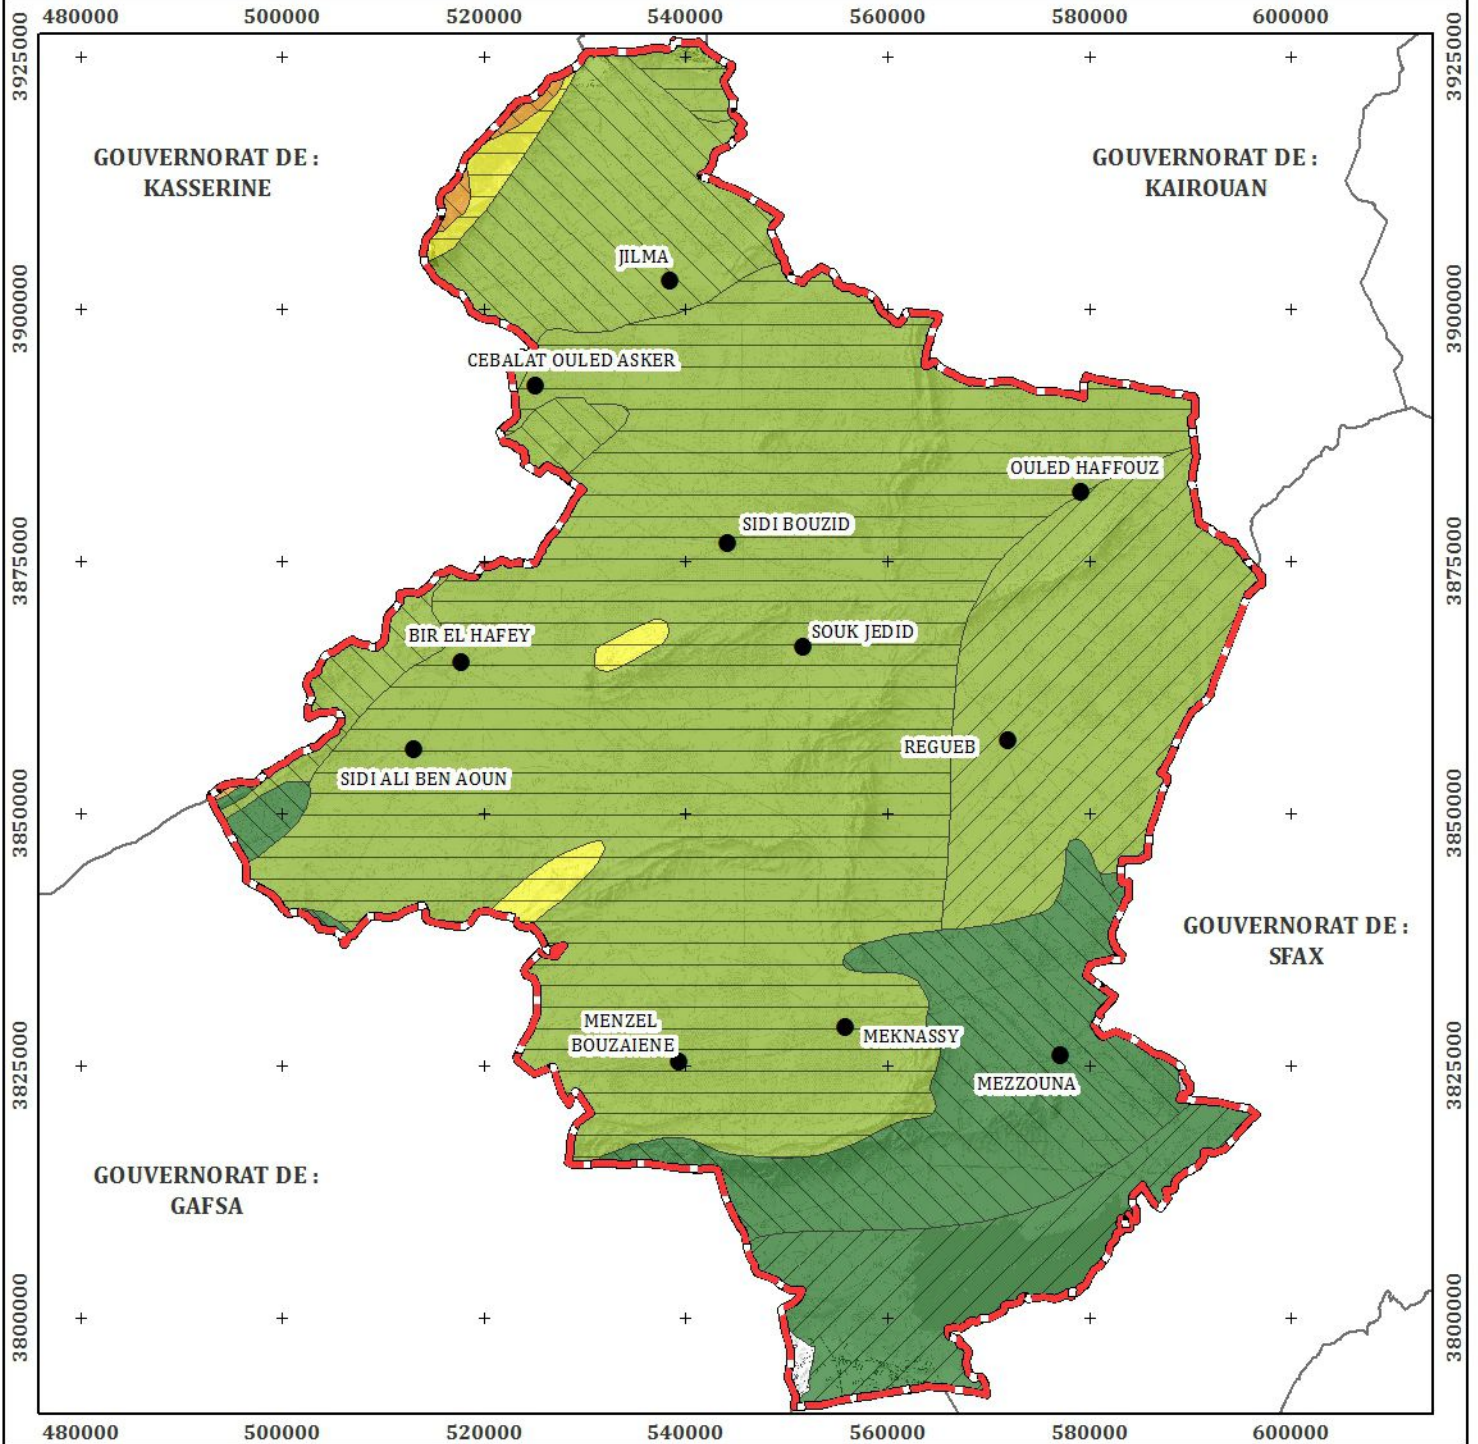 480000 500000 520000 540000 560000 580000 600000
3925000
3925000
GOUVERNORAT DE :
KASSERINE
GOUVERNORAT DE :
KAIROUAN
JILMA
3900000
3900000
CEBALAT OULED ASKER
OULED HAFFOUZ
SIDI BOUZID
3875000
3875000
BIR EL HAFEY
SOUK JEDID
REGUEB
SIDI ALI BEN AOUN
3850000
3850000
GOUVERNORAT DE :
SFAX
MENZEL
BOUZAIENE
MEKNASSY
3825000
3825000
MEZZOUNA
GOUVERNORAT DE :
GAFSA
3800000
3800000
480000 500000 520000 540000 560000 580000 600000